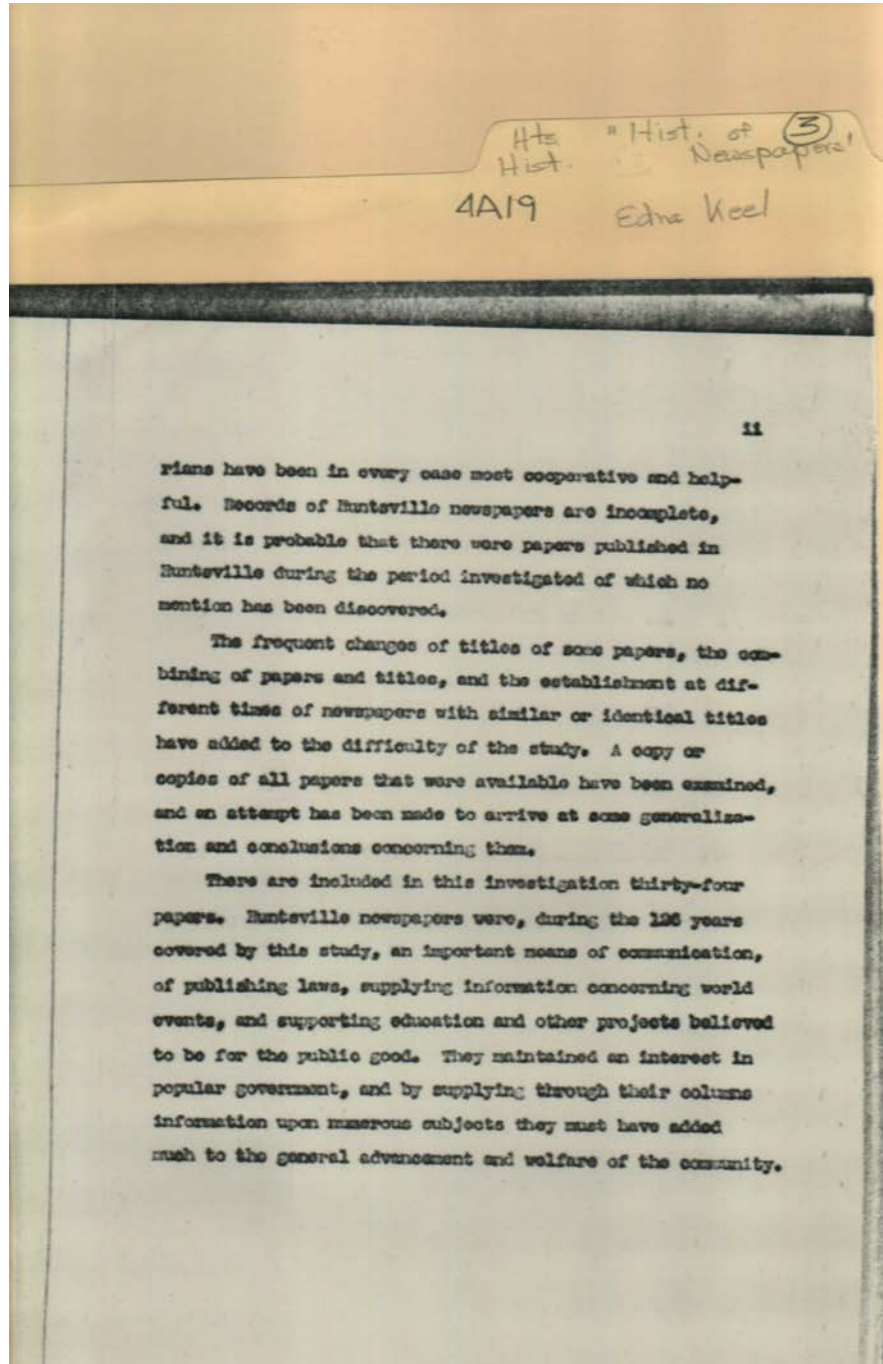 Hts "Hist. of ③
Hist. Newspapers"
4A19 Edna Keel
ii
rians have been in every case most cooperative and help-
ful. Records of Huntsville newspapers are incomplete,
and it is probable that there were papers published in
Huntsville during the period investigated of which no
mention has been discovered.
The frequent changes of titles of some papers, the com-
bining of papers and titles, and the establishment at dif-
ferent times of newspapers with similar or identical titles
have added to the difficulty of the study. A copy or
copies of all papers that were available have been examined,
and an attempt has been made to arrive at some generaliza-
tion and conclusions concerning them.
There are included in this investigation thirty-four
papers. Huntsville newspapers were, during the 126 years
covered by this study, an important means of communication,
of publishing laws, supplying information concerning world
events, and supporting education and other projects believed
to be for the public good. They maintained an interest in
popular government, and by supplying through their columns
information upon numerous subjects they must have added
much to the general advancement and welfare of the community.